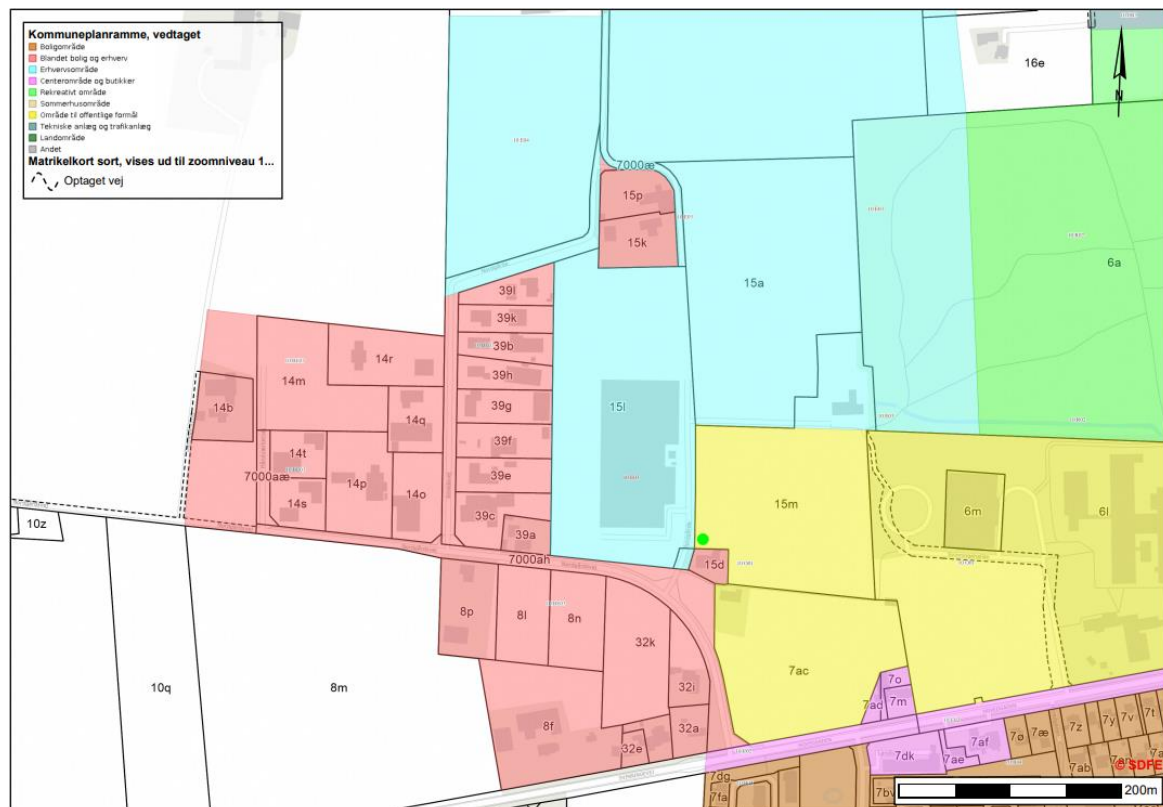 Kommuneplanramme, vedtaget
Boligområde
Blandet bolig og erhverv
Erhvervsområde
Centerområde og butikker
Rekreativt område
Sommerhusområde
Område til offentlige formål
Tekniske anlæg og trafikanlæg
Landområde
Andet
Matrikelkort sort, vises ud til zoomniveau 1...
Optaget vej
16e
N
7000æ
15p
15k
6a
15a
39l
39k
39b
39h
39g
39f
39e
39c
39a
14r
14m
14b
14q
14t
14s
14p
14o
7000aæ
15l
15m
6m
6l
10z
7000ah
15d
8p
8l
8n
32k
7ac
7o
7ad
7m
10q
8m
32i
8f
32a
32e
7dk
7ae
7af
7ø
7æ
7z
7y
7v
7t
7ab
7dg
7fa
7bv
© SDFE
200m